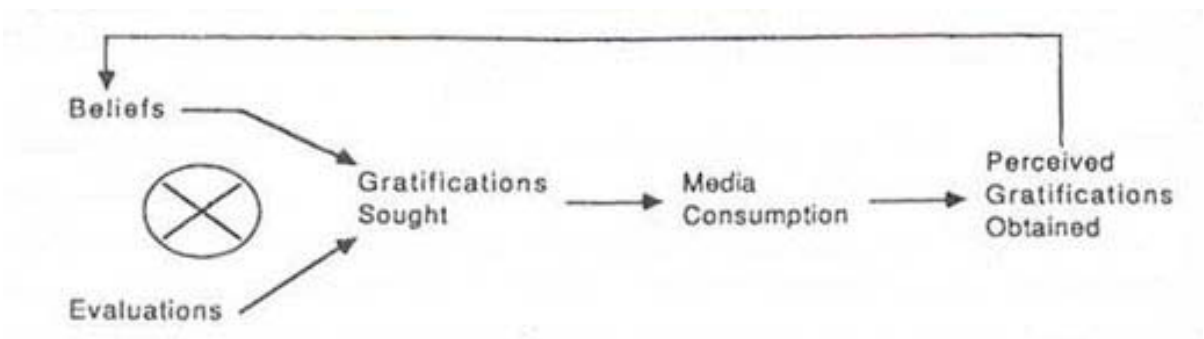 Beliefs
Gratifications
Sought
Media
Consumption
Perceived
Gratifications
Obtained
Evaluations